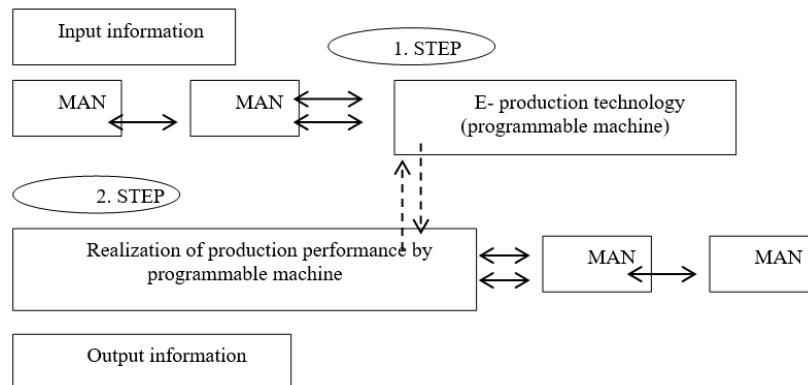 Input information
1. STEP
MAN
MAN
E- production technology
(programmable machine)
2. STEP
Realization of production performance by
programmable machine
MAN
MAN
Output information